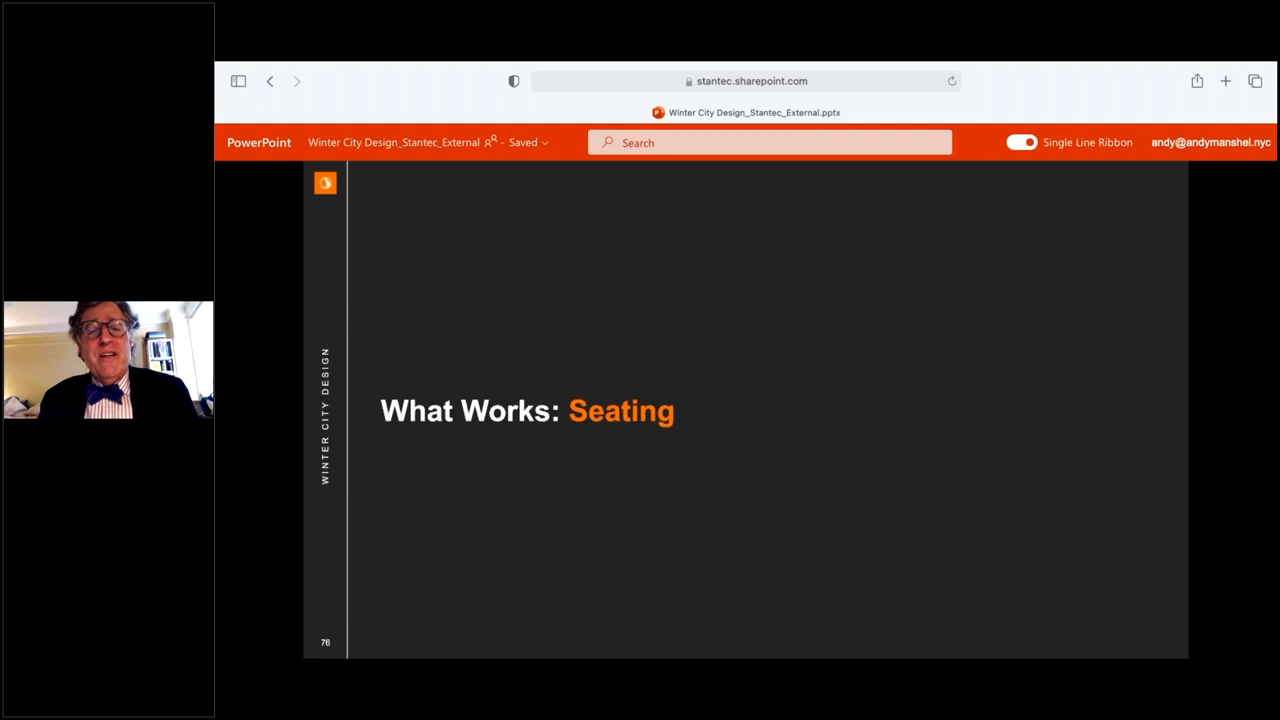 stantec.sharepoint.com
Winter City Design_Stantec_External.pptx
PowerPoint
Winter City Design_Stantec_External - Saved
Search
Single Line Ribbon
andy@andymanshel.nyc
WINTER CITY DESIGN
What Works: Seating
76